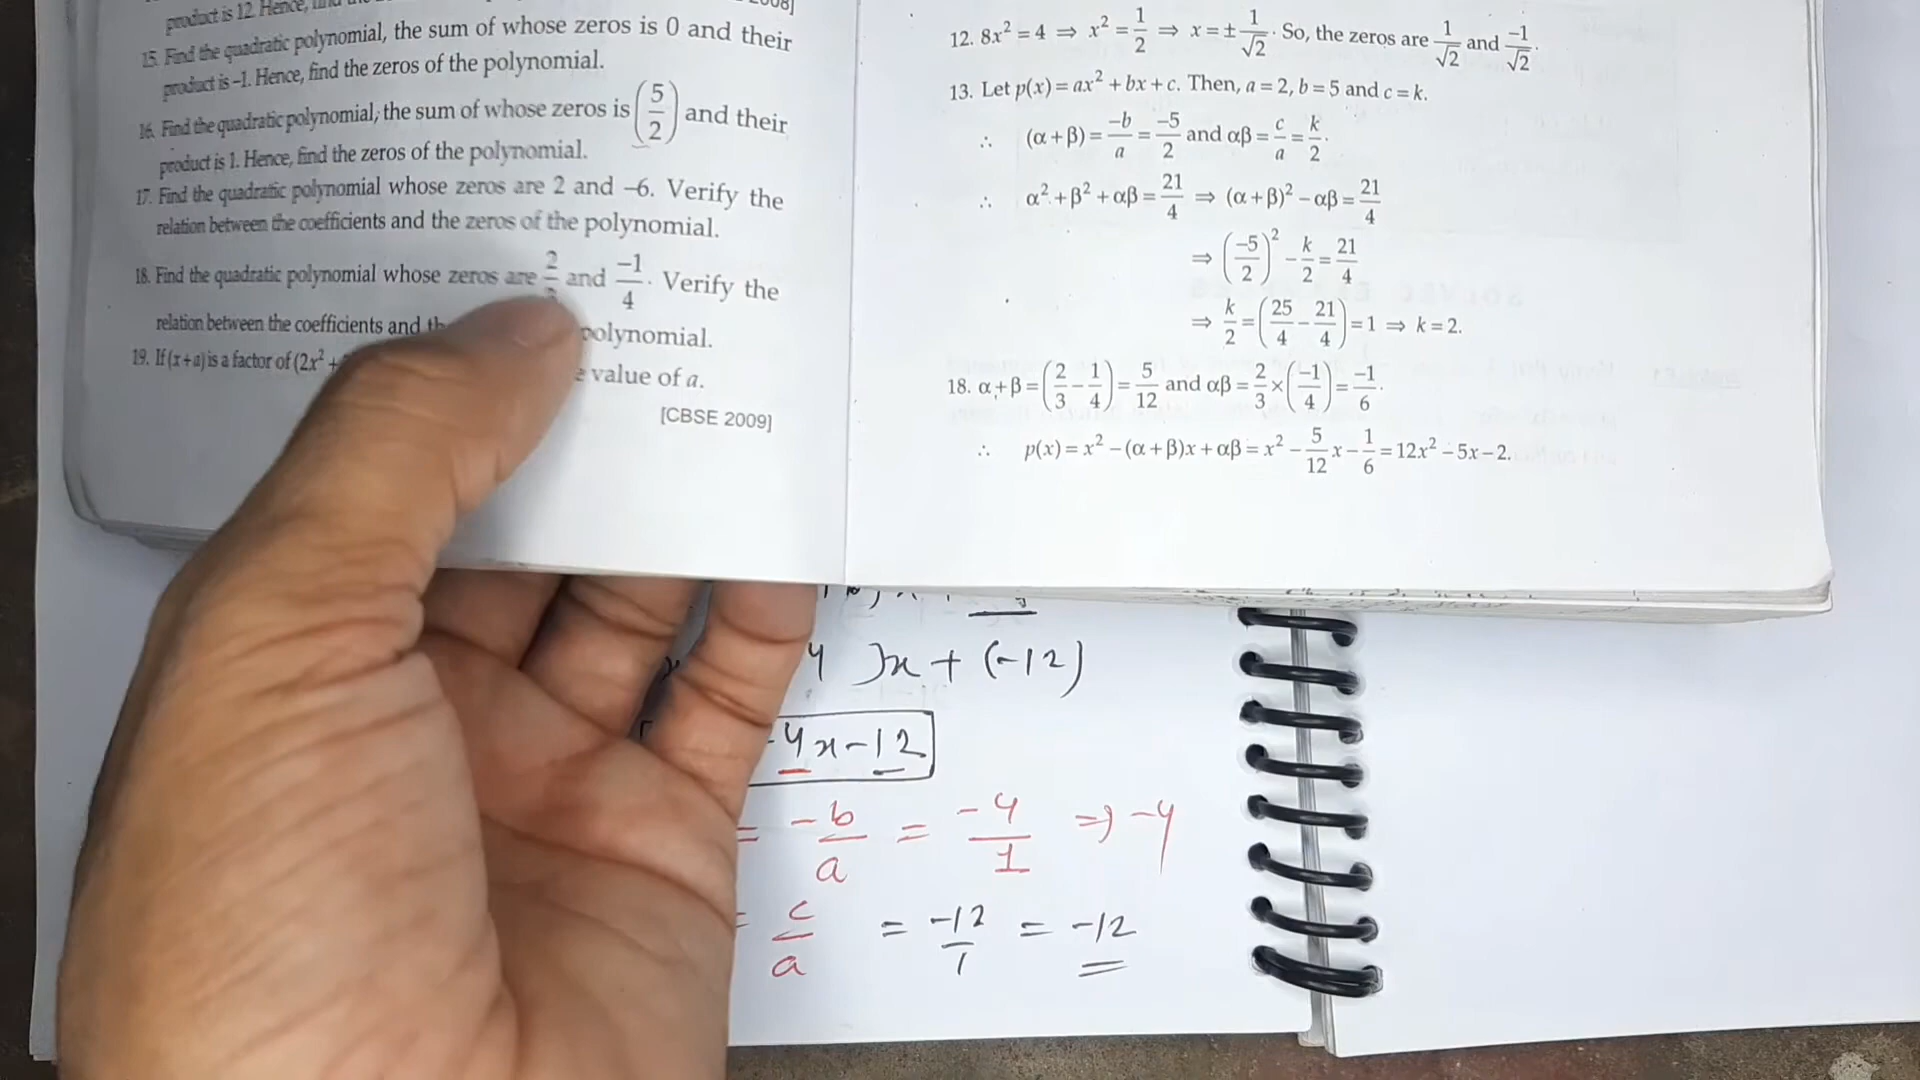 product is 12. Hence,
2008]
15. Find the quadratic polynomial, the sum of whose zeros is 0 and their
product is –1. Hence, find the zeros of the polynomial.
16. Find the quadratic polynomial, the sum of whose zeros is (5/2) and their
product is 1. Hence, find the zeros of the polynomial.
17. Find the quadratic polynomial whose zeros are 2 and –6. Verify the
relation between the coefficients and the zeros of the polynomial.
18. Find the quadratic polynomial whose zeros are 2/3 and -1/4. Verify the
relation between the coefficients and polynomial.
19. If (x + a) is a factor of (2x² + value of a.
[CBSE 2009]
12. 8x² = 4 ⇒ x² = 1/2 ⇒ x = ± 1/√2. So, the zeros are 1/√2 and -1/√2.
13. Let p(x) = ax² + bx + c. Then, a = 2, b = 5 and c = k.
∴ (α + β) = -b/a = -5/2 and αβ = c/a = k/2.
∴ α² + β² + αβ = 21/4 ⇒ (α + β)² – αβ = 21/4
⇒ (-5/2)² – k/2 = 21/4
⇒ k/2 = (25/4 – 21/4) = 1 ⇒ k = 2.
18. α + β = (2/3 – 1/4) = 5/12 and αβ = 2/3 × (-1/4) = -1/6.
∴ p(x) = x² – (α + β)x + αβ = x² – 5/12 x – 1/6 = 12x² – 5x – 2.
4 )x + (-12)
-4x-12
= -b/a = -4/1 ⇒ -4
= c/a = -12/1 = -12